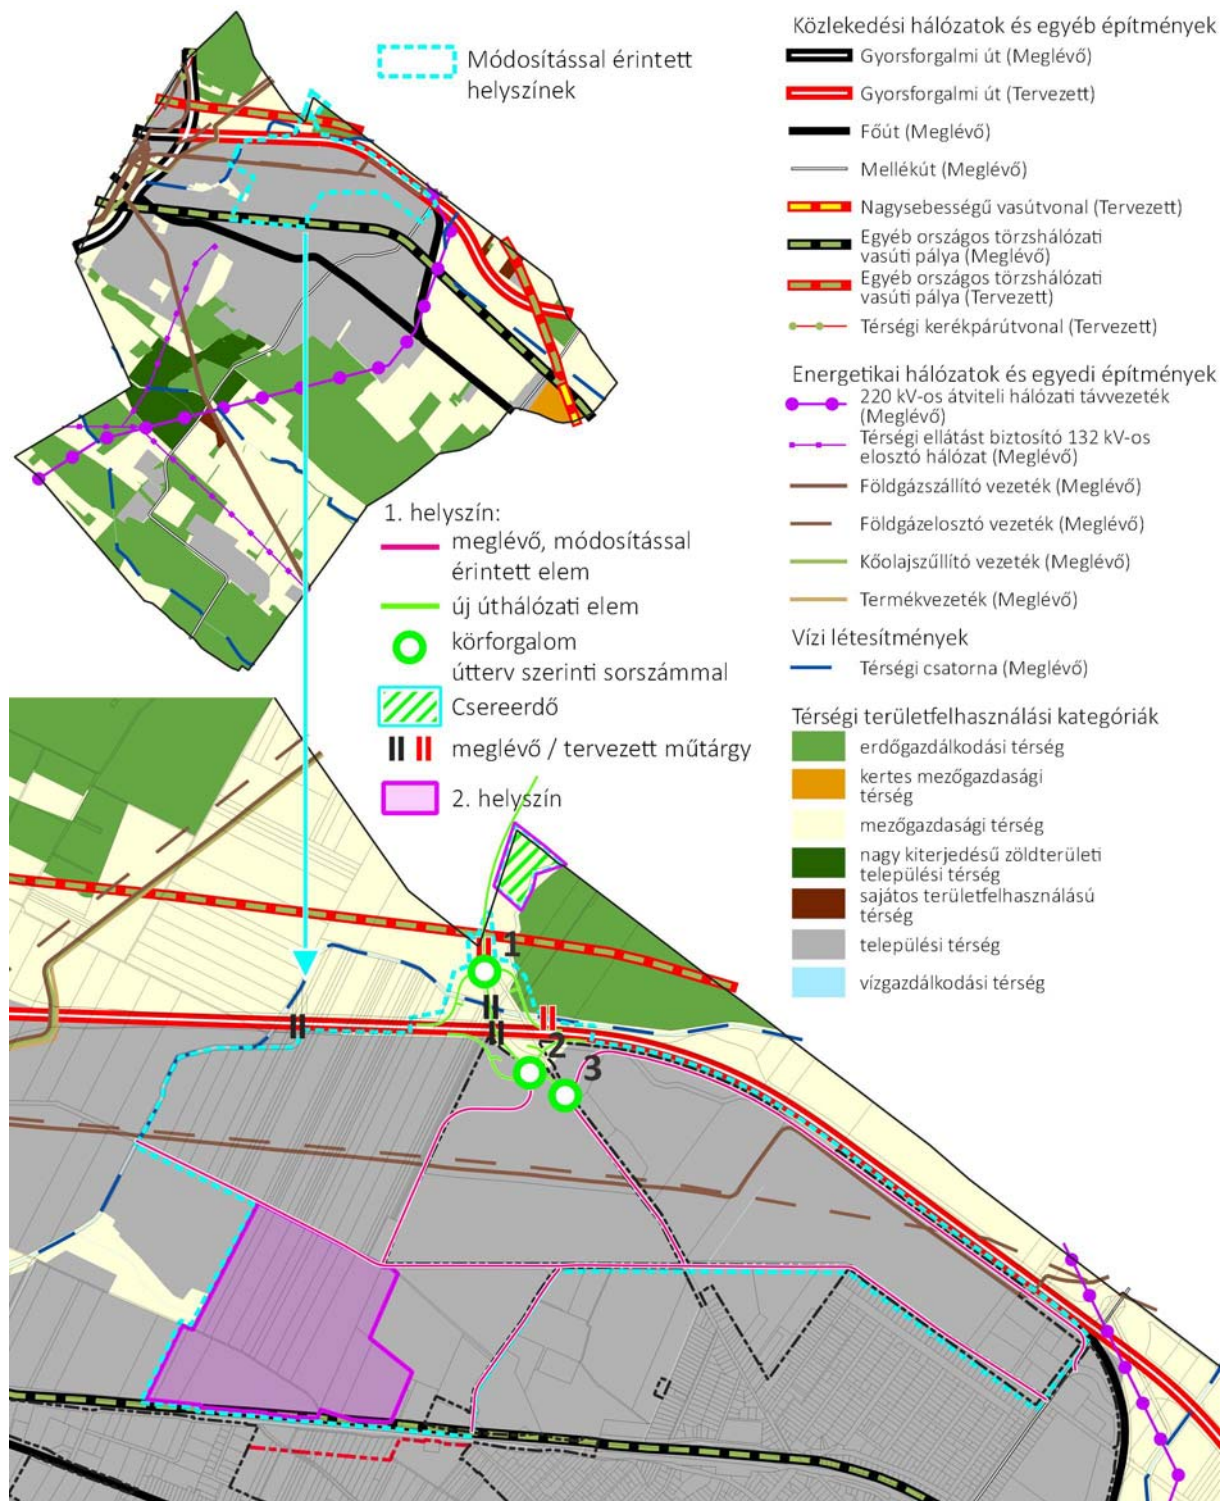 Módosítással érintett
helyszínek
1. helyszín:
meglévő, módosítással
érintett elem
új úthálózati elem
körforgalom
útterv szerinti sorszámmal
Csereerdő
meglévő / tervezett műtárgy
2. helyszín
Közlekedési hálózatok és egyéb építmények
Gyorsforgalmi út (Meglévő)
Gyorsforgalmi út (Tervezett)
Főút (Meglévő)
Mellékút (Meglévő)
Nagysebességű vasútvonal (Tervezett)
Egyéb országos törzshálózati
vasúti pálya (Meglévő)
Egyéb országos törzshálózati
vasúti pálya (Tervezett)
Térségi kerékpárútvonal (Tervezett)
Energetikai hálózatok és egyedi építmények
220 kV-os átviteli hálózati távvezeték
(Meglévő)
Térségi ellátást biztosító 132 kV-os
elosztó hálózat (Meglévő)
Földgázszállító vezeték (Meglévő)
Földgázelosztó vezeték (Meglévő)
Kőolajszűllító vezeték (Meglévő)
Termékvezeték (Meglévő)
Vízi létesítmények
Térségi csatorna (Meglévő)
Térségi területfelhasználási kategóriák
erdőgazdálkodási térség
kertes mezőgazdasági
térség
mezőgazdasági térség
nagy kiterjedésű zöldterületi
települési térség
sajátos területfelhasználású
térség
települési térség
vízgazdálkodási térség
1
2
3